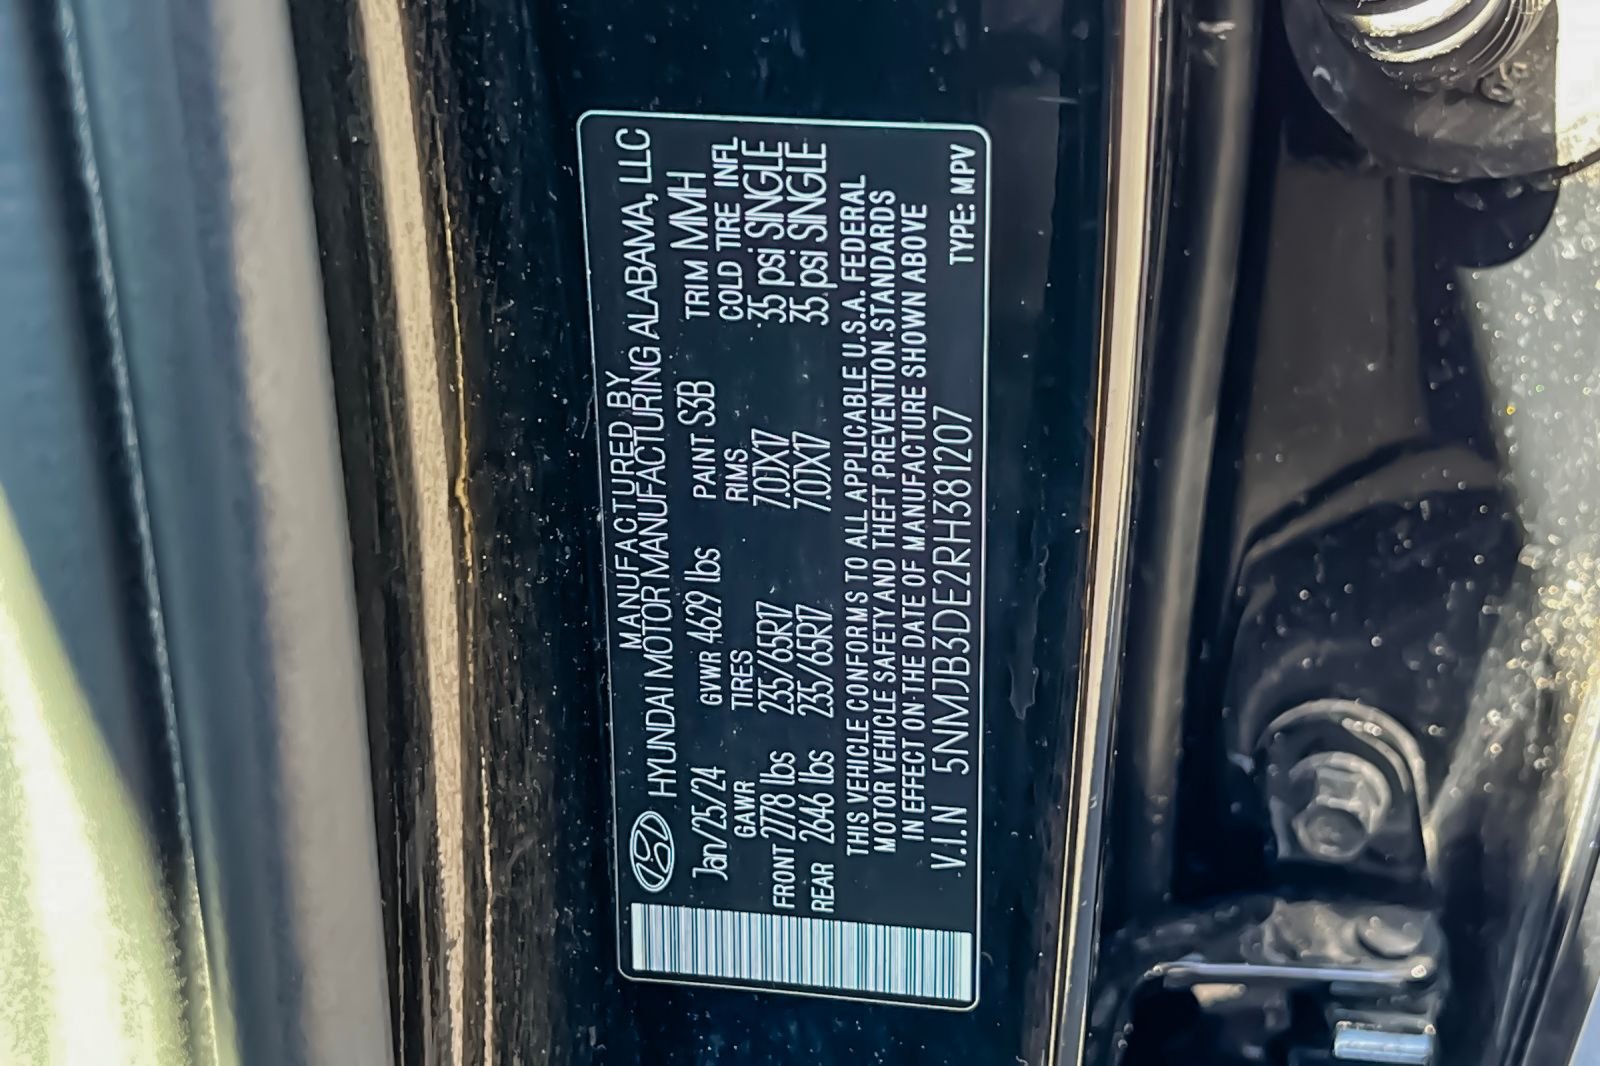 MANUFACTURED BY
HYUNDAI MOTOR MANUFACTURING ALABAMA, LLC
Jan/25/24 GVWR 4629 lbs PAINT S3B TRIM MMH
GAWR TIRES RIMS COLD TIRE INFL
FRONT 2778 lbs 235/65R17 7.0JX17 35 psi SINGLE
REAR 2646 lbs 235/65R17 7.0JX17 35 psi SINGLE
THIS VEHICLE CONFORMS TO ALL APPLICABLE U.S.A. FEDERAL
MOTOR VEHICLE SAFETY AND THEFT PREVENTION STANDARDS
IN EFFECT ON THE DATE OF MANUFACTURE SHOWN ABOVE
V.I.N 5NMJB3DE2RH381207 TYPE: MPV